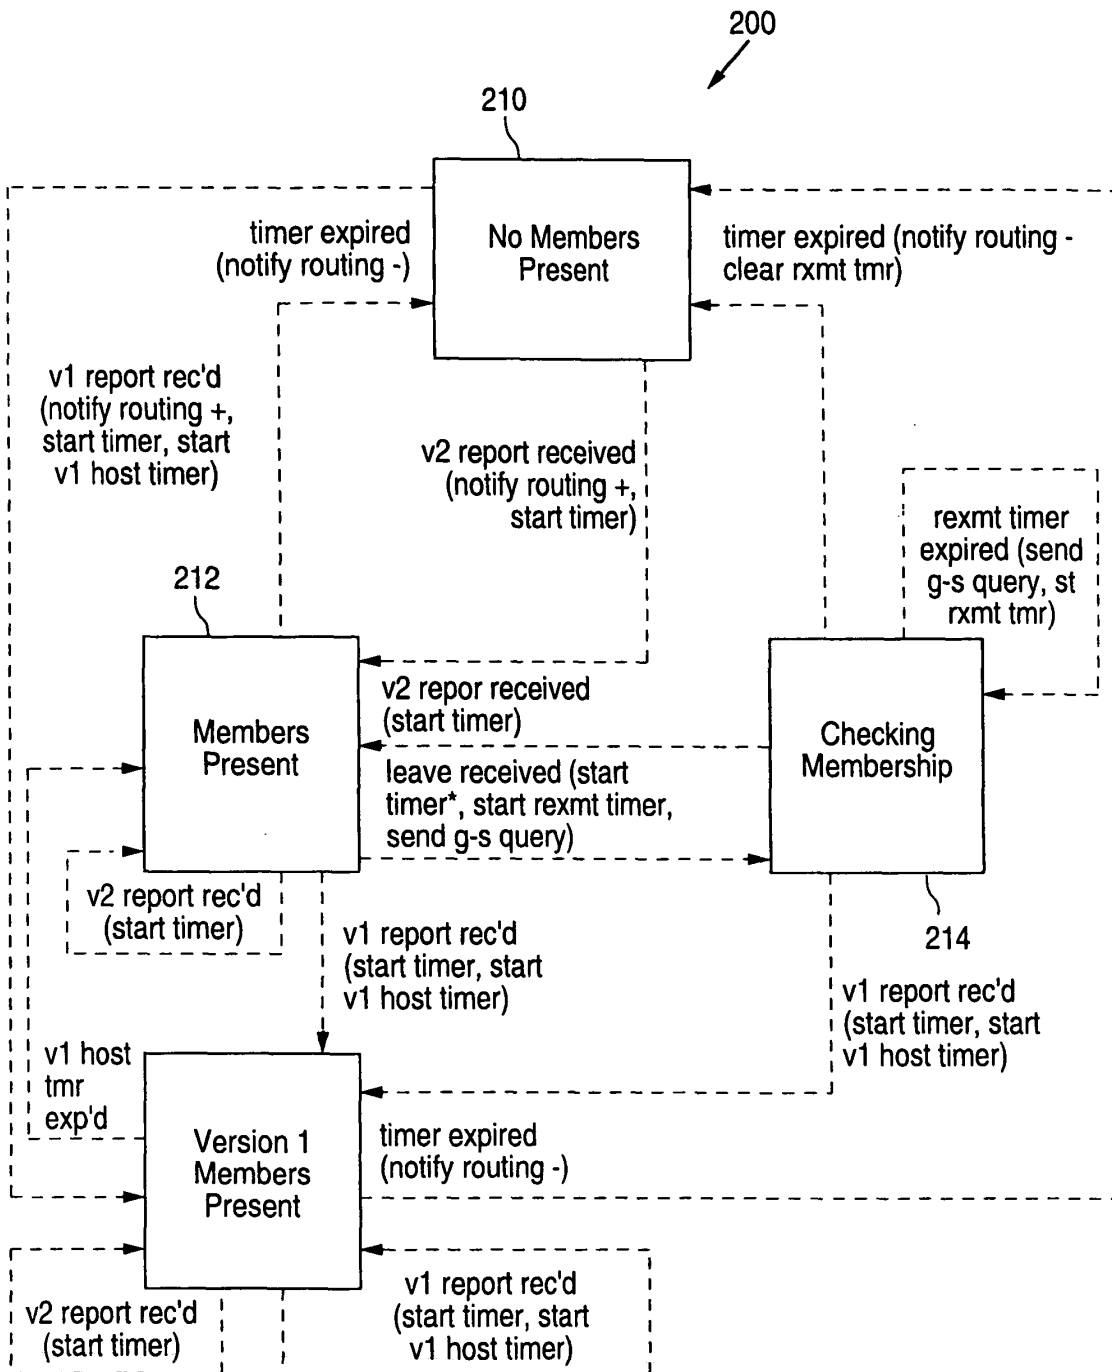 200
210
No Members
Present
timer expired
(notify routing -)
timer expired (notify routing -
clear rxmt tmr)
v1 report rec'd
(notify routing +,
start timer, start
v1 host timer)
v2 report received
(notify routing +,
start timer)
rexmt timer
expired (send
g-s query, st
rxmt tmr)
212
Members
Present
v2 repor received
(start timer)
Checking
Membership
leave received (start
timer*, start rexmt timer,
send g-s query)
v2 report rec'd
(start timer)
v1 report rec'd
(start timer, start
v1 host timer)
214
v1 report rec'd
(start timer, start
v1 host timer)
v1 host
tmr
exp'd
Version 1
Members
Present
timer expired
(notify routing -)
v2 report rec'd
(start timer)
v1 report rec'd
(start timer, start
v1 host timer)